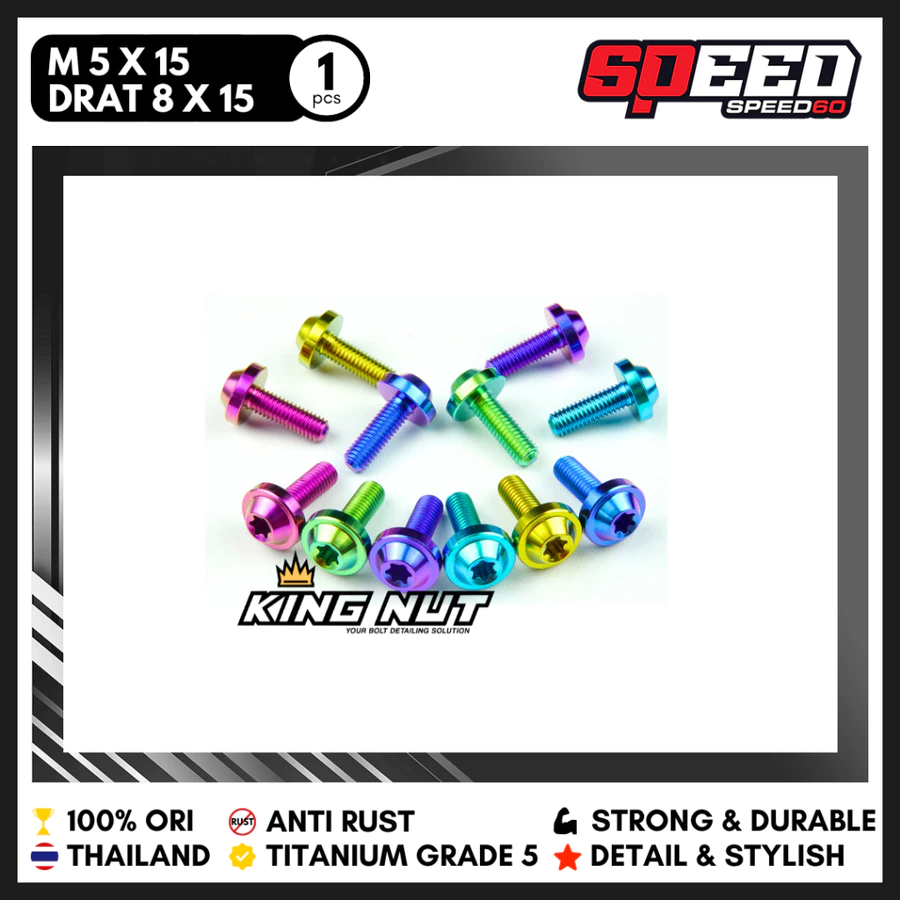 M 5 X 15
DRAT 8 X 15
1
pcs
SPEED
SPEED60
KING NUT
YOUR BOLT DETAILING SOLUTION
100% ORI
RUST
ANTI RUST
STRONG & DURABLE
THAILAND
TITANIUM GRADE 5
DETAIL & STYLISH